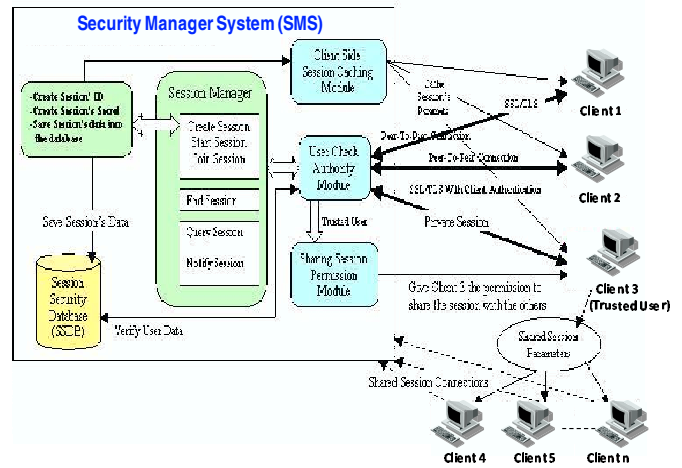 Security Manager System (SMS)
Client Side
Session Caching
Module
-Create Session' ID
-Create Session's Secret
-Save Session's data into
the database
Session Manager
Create Session
Start Session
Join Session
End Session
Query Session
Notify Session
User Check
Authority
Module
Trusted User
Sharing Session
Permission
Module
Save Session's Data
Session
Security
Database
(SSDB)
Verify User Data
Session's
SSL/TLS
Peer-To-Peer Connection
Peer-To-Peer Connection
SSL/TLS With Client Authentication
Private Session
Give Client 3 the permission to
share the session with the others
Client 1
Client 2
Client 3
(Trusted User)
Shared Session
Parameters
Shared Session Connections
Client 4
Client 5
Client n